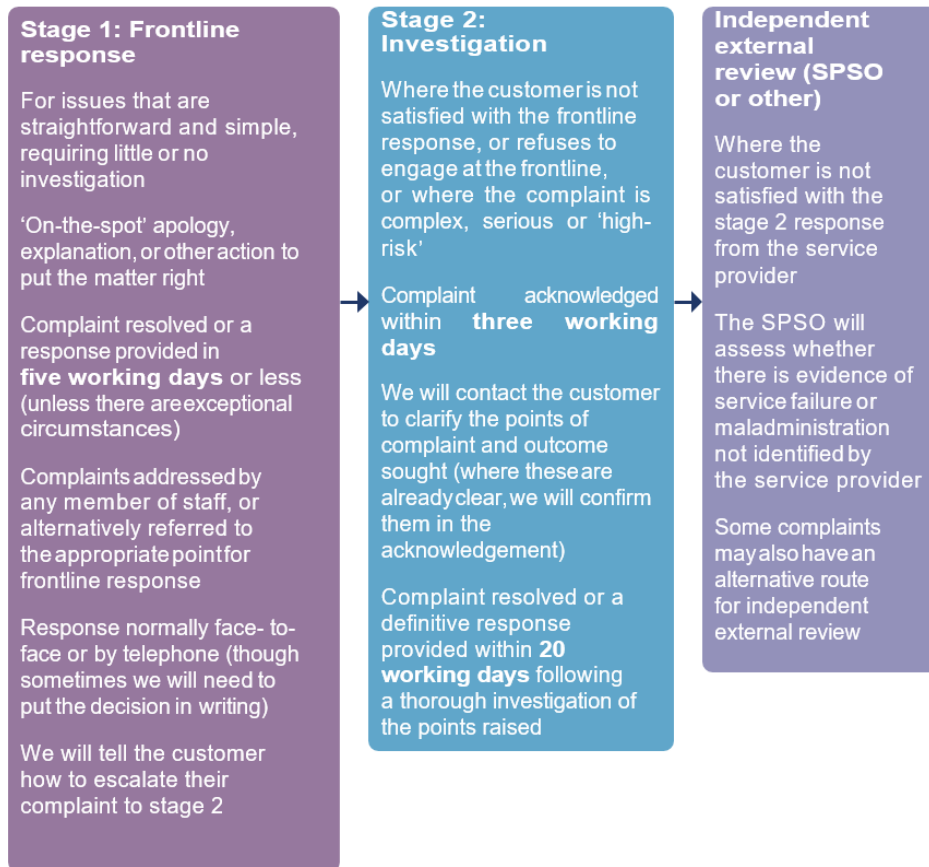 Stage 1: Frontline
response
For issues that are
straightforward and simple,
requiring little or no
investigation
‘On-the-spot’ apology,
explanation, or other action to
put the matter right
Complaint resolved or a
response provided in
five working days or less
(unless there are exceptional
circumstances)
Complaints addressed by
any member of staff, or
alternatively referred to
the appropriate point for
frontline response
Response normally face- to-
face or by telephone (though
sometimes we will need to
put the decision in writing)
We will tell the customer
how to escalate their
complaint to stage 2
Stage 2:
Investigation
Where the customer is not
satisfied with the frontline
response, or refuses to
engage at the frontline,
or where the complaint is
complex, serious or ‘high-
risk’
Complaint acknowledged
within three working
days
We will contact the customer
to clarify the points of
complaint and outcome
sought (where these are
already clear, we will confirm
them in the
acknowledgement)
Complaint resolved or a
definitive response
provided within 20
working days following
a thorough investigation of
the points raised
Independent
external
review (SPSO
or other)
Where the
customer is not
satisfied with the
stage 2 response
from the service
provider
The SPSO will
assess whether
there is evidence of
service failure or
maladministration
not identified by
the service provider
Some complaints
may also have an
alternative route
for independent
external review